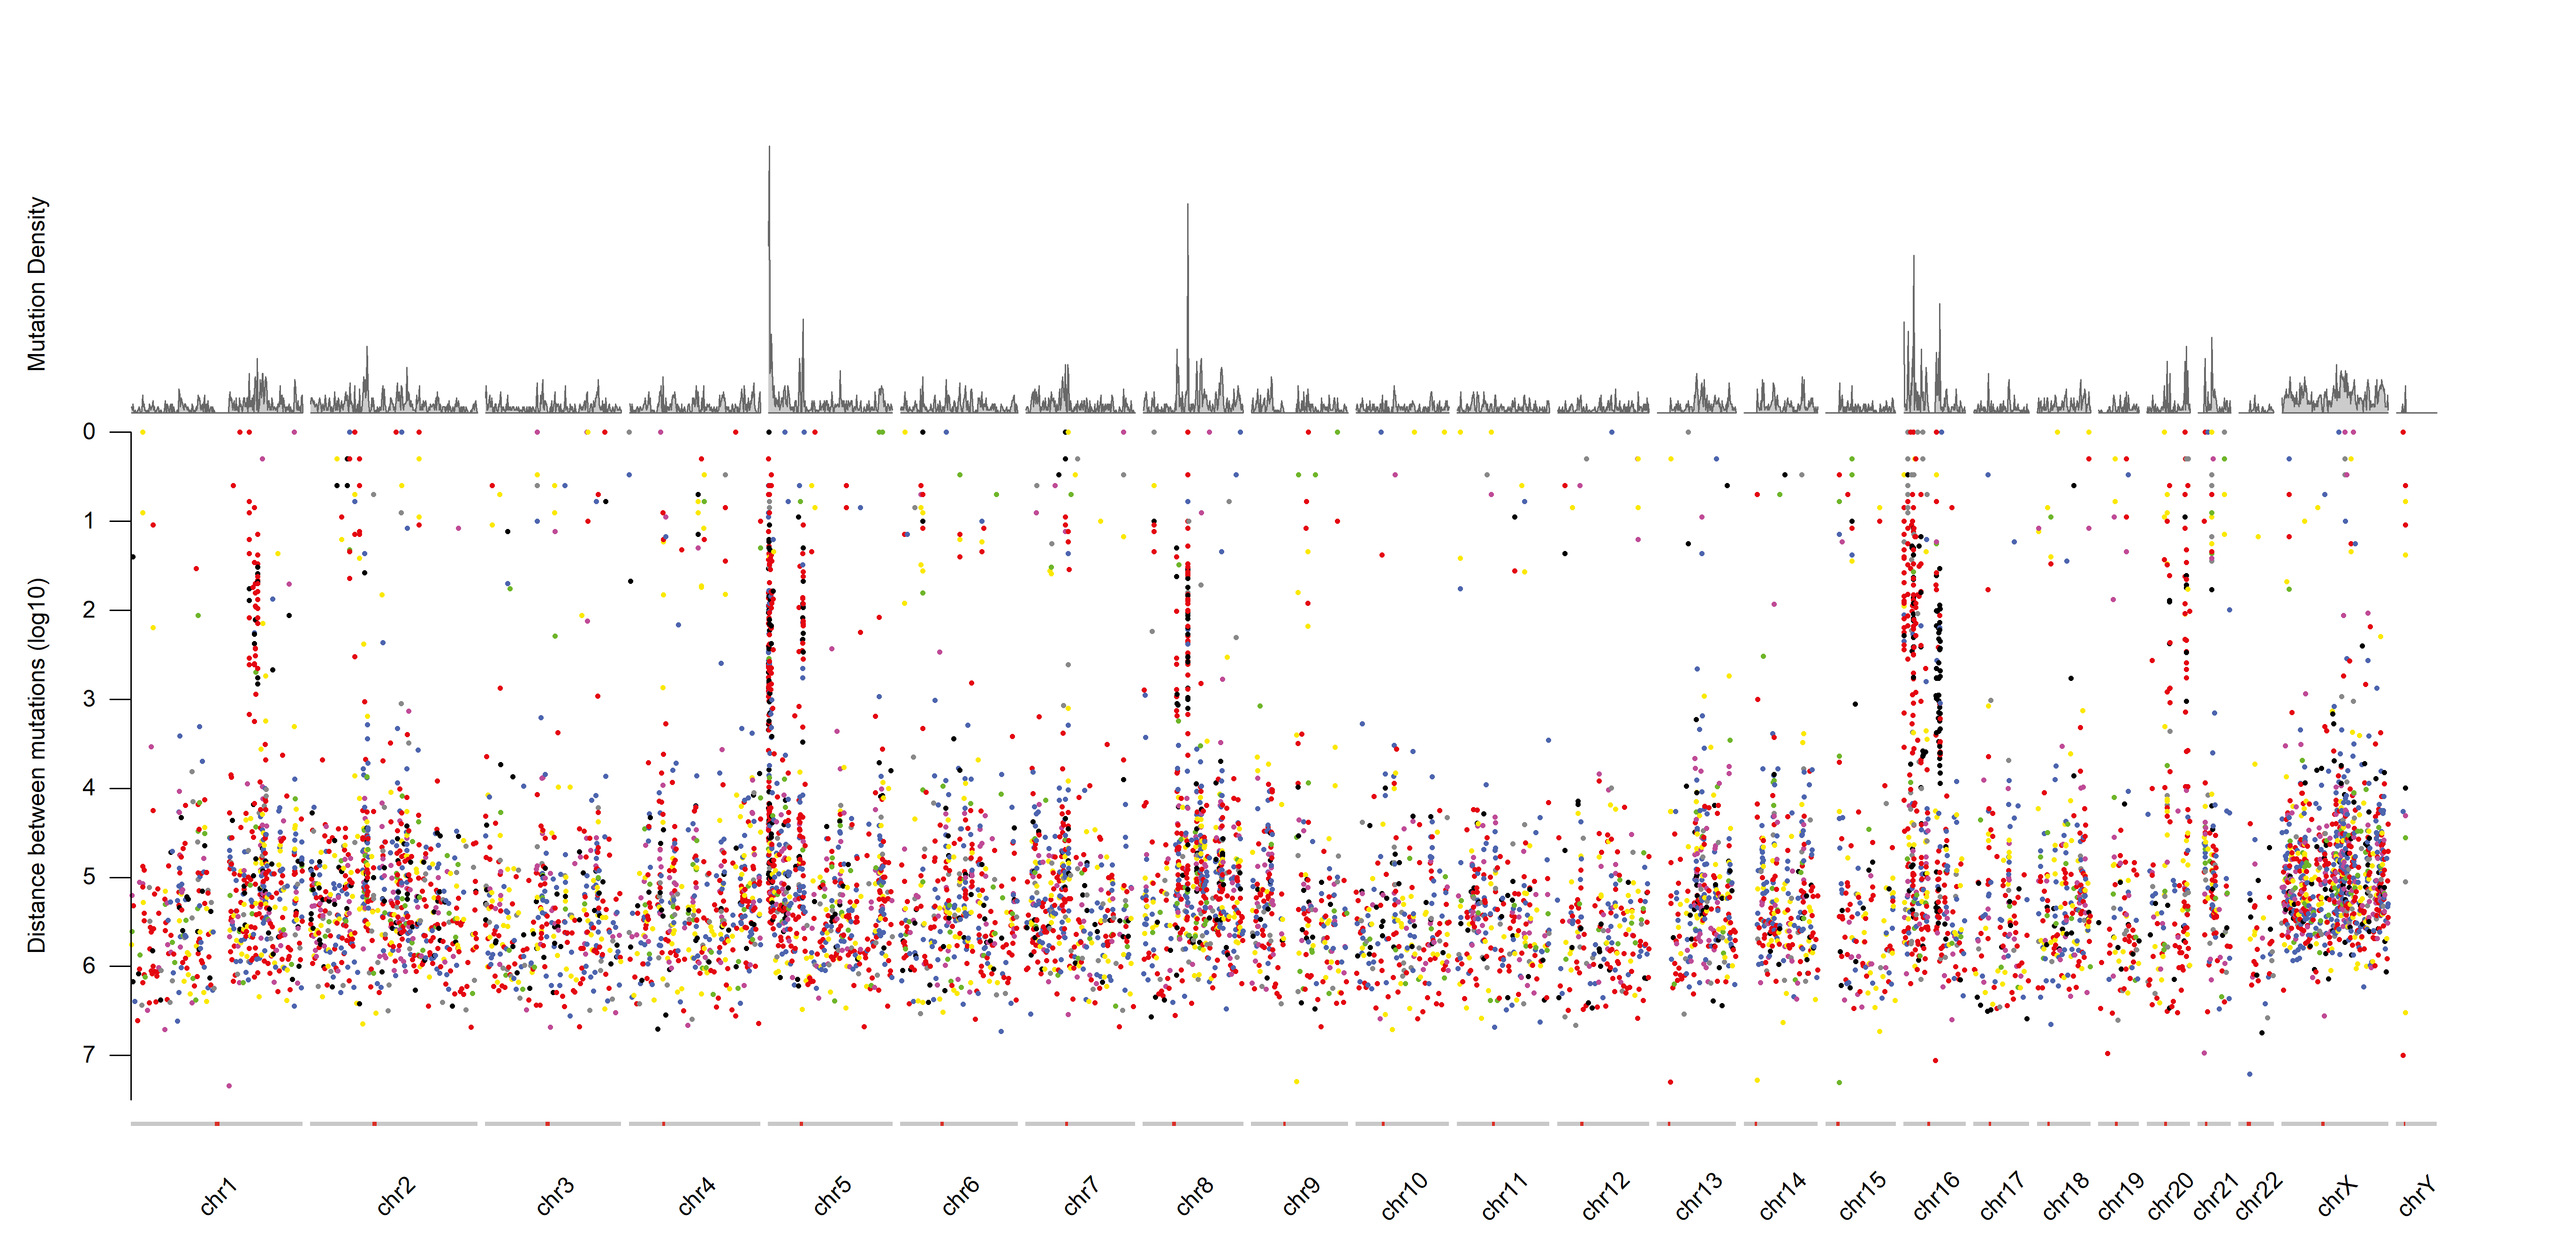 Mutation Density
Distance between mutations (log10)
0
1
2
3
4
5
6
7
chr1
chr2
chr3
chr4
chr5
chr6
chr7
chr8
chr9
chr10
chr11
chr12
chr13
chr14
chr15
chr16
chr17
chr18
chr19
chr20
chr21
chr22
chrX
chrY